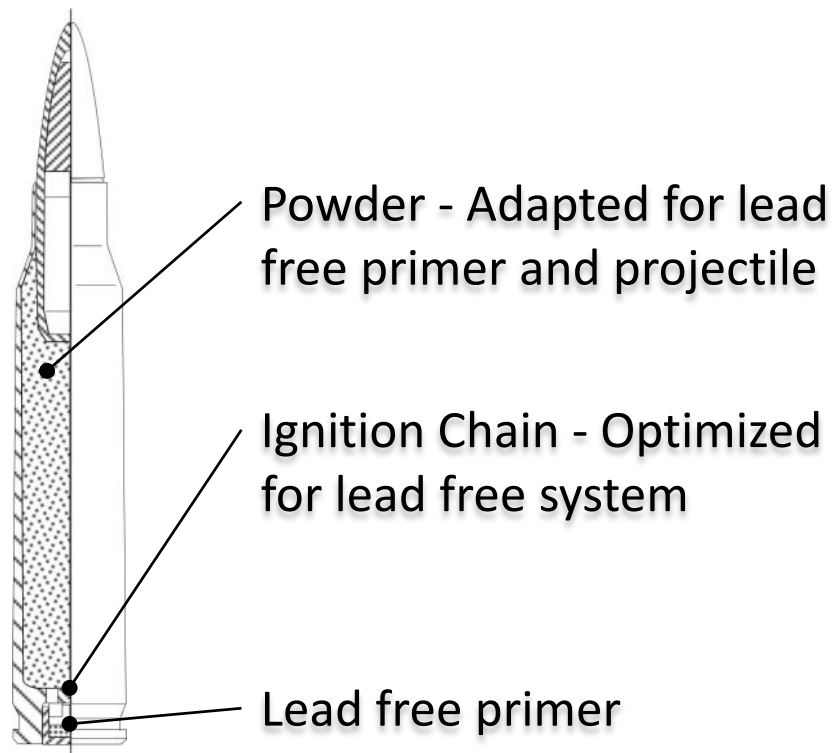 Powder - Adapted for lead
free primer and projectile
Ignition Chain - Optimized
for lead free system
Lead free primer